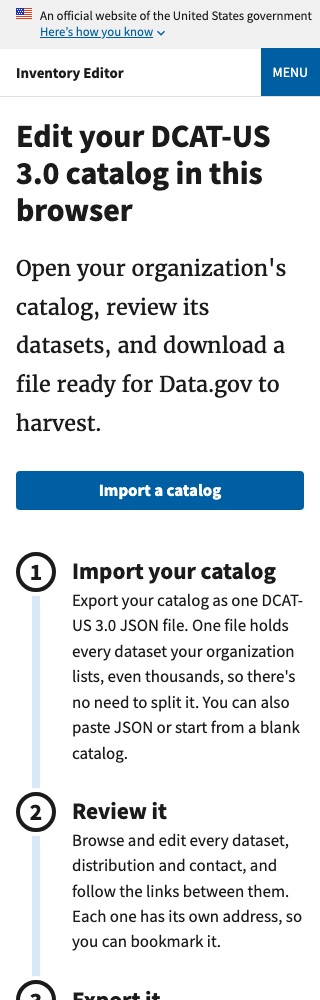 An official website of the United States government
Here's how you know
Inventory Editor
MENU
Edit your DCAT-US
3.0 catalog in this
browser
Open your organization's
catalog, review its
datasets, and download a
file ready for Data.gov to
harvest.
Import a catalog
1 Import your catalog
Export your catalog as one DCAT-
US 3.0 JSON file. One file holds
every dataset your organization
lists, even thousands, so there's
no need to split it. You can also
paste JSON or start from a blank
catalog.
2 Review it
Browse and edit every dataset,
distribution and contact, and
follow the links between them.
Each one has its own address, so
you can bookmark it.
3 Export it